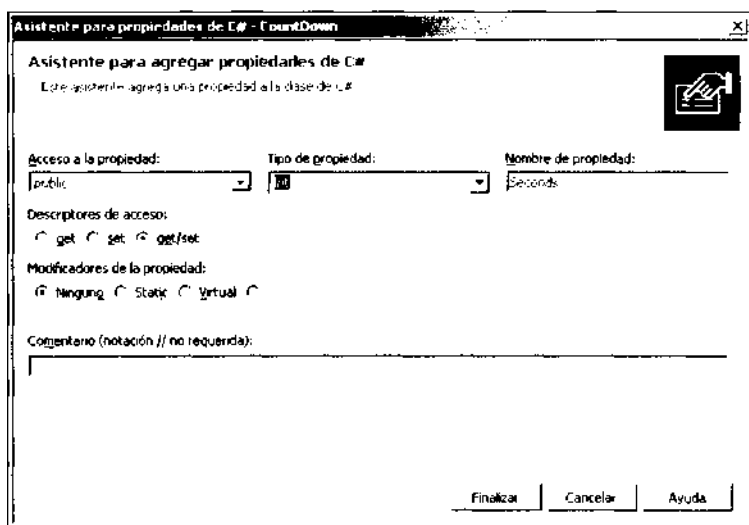 Asistente para propiedades de C# - CountDown
Asistente para agregar propiedades de C#
Este asistente agrega una propiedad a la clase de C#
Acceso a la propiedad: Tipo de propiedad: Nombre de propiedad:
public int Seconds
Descriptores de acceso:
get set get/set
Modificadores de la propiedad:
Ninguno Static Virtual
Comentario (notación // no requerida):
Finalizar Cancelar Ayuda